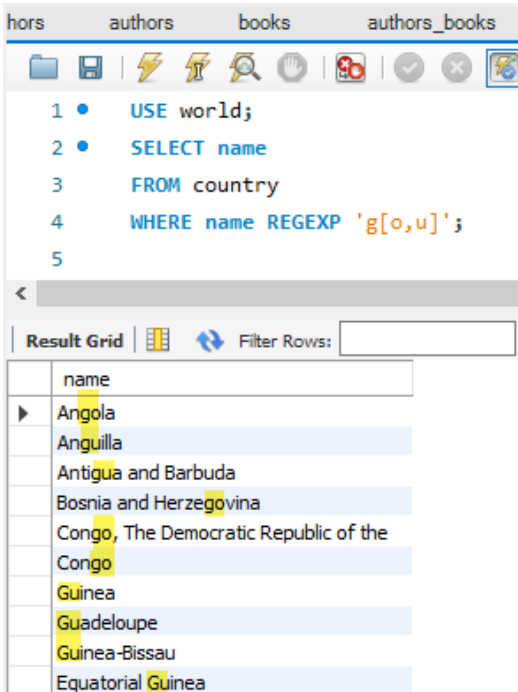 hors authors books authors_books
1 USE world;
2 SELECT name
3 FROM country
4 WHERE name REGEXP 'g[o,u]';
5
Result Grid Filter Rows:
name
Angola
Anguilla
Antigua and Barbuda
Bosnia and Herzegovina
Congo, The Democratic Republic of the
Congo
Guinea
Guadeloupe
Guinea-Bissau
Equatorial Guinea